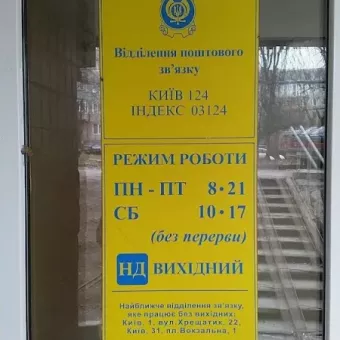 Відділення поштового
зв'язку
КИЇВ 124
ІНДЕКС 03124
РЕЖИМ РОБОТИ
ПН - ПТ 8•21
СБ 10•17
(без перерви)
НД ВИХІДНИЙ
Найближче відділення зв'язку,
яке працює без вихідних:
Київ, 1, вул.Хрещатик, 22,
Київ, 31, пл.Вокзальна, 1